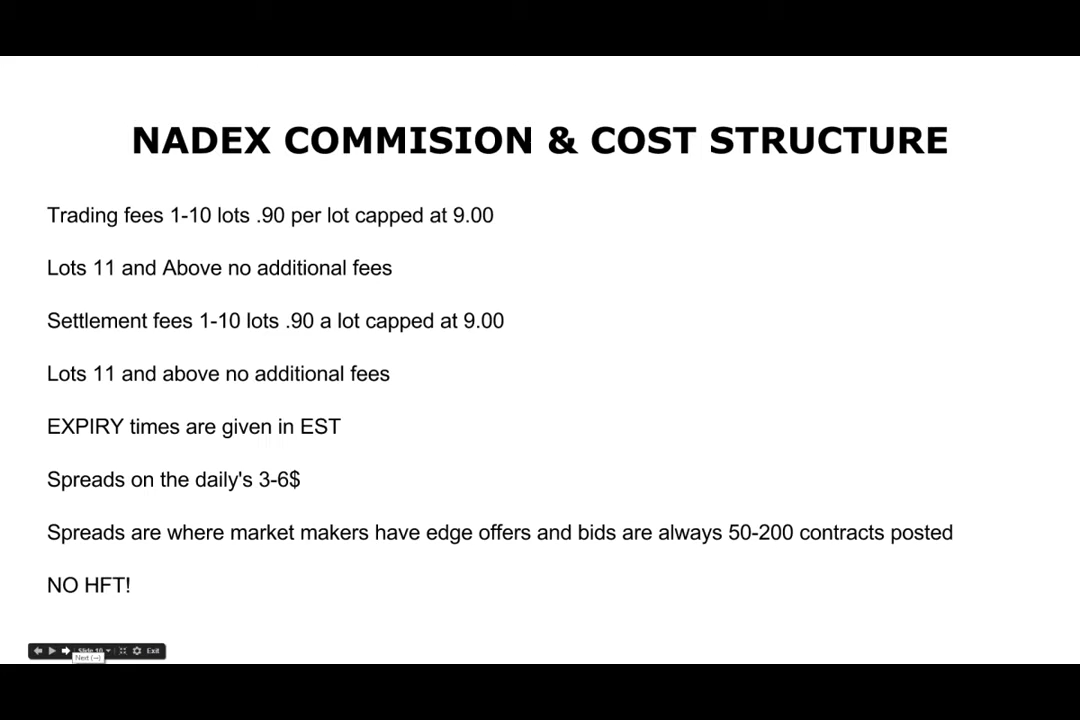 NADEX COMMISION & COST STRUCTURE
Trading fees 1-10 lots .90 per lot capped at 9.00
Lots 11 and Above no additional fees
Settlement fees 1-10 lots .90 a lot capped at 9.00
Lots 11 and above no additional fees
EXPIRY times are given in EST
Spreads on the daily's 3-6$
Spreads are where market makers have edge offers and bids are always 50-200 contracts posted
NO HFT!
Slide 10 Exit
Next (→)